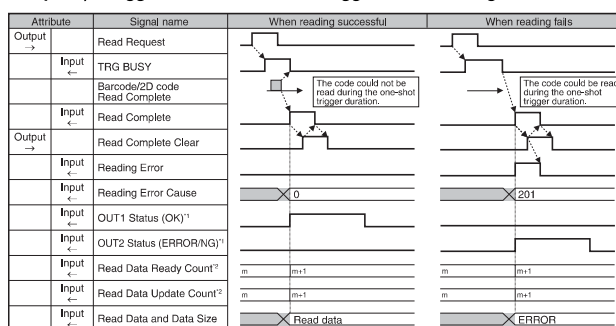 Attribute Signal name When reading successful When reading fails
Output → Read Request
Input ← TRG BUSY
Barcode/2D code
Read Complete
The code could not be
read during the one-shot
trigger duration.
The code could be read
during the one-shot
trigger duration.
Input ← Read Complete
Output → Read Complete Clear
Input ← Reading Error
Input ← Reading Error Cause 0 201
Input ← OUT1 Status (OK)*1
Input ← OUT2 Status (ERROR/NG)*1
Input ← Read Data Ready Count*2 m m+1 m m+1
Input ← Read Data Update Count*2 m m+1 m m+1
Input ← Read Data and Data Size Read data ERROR